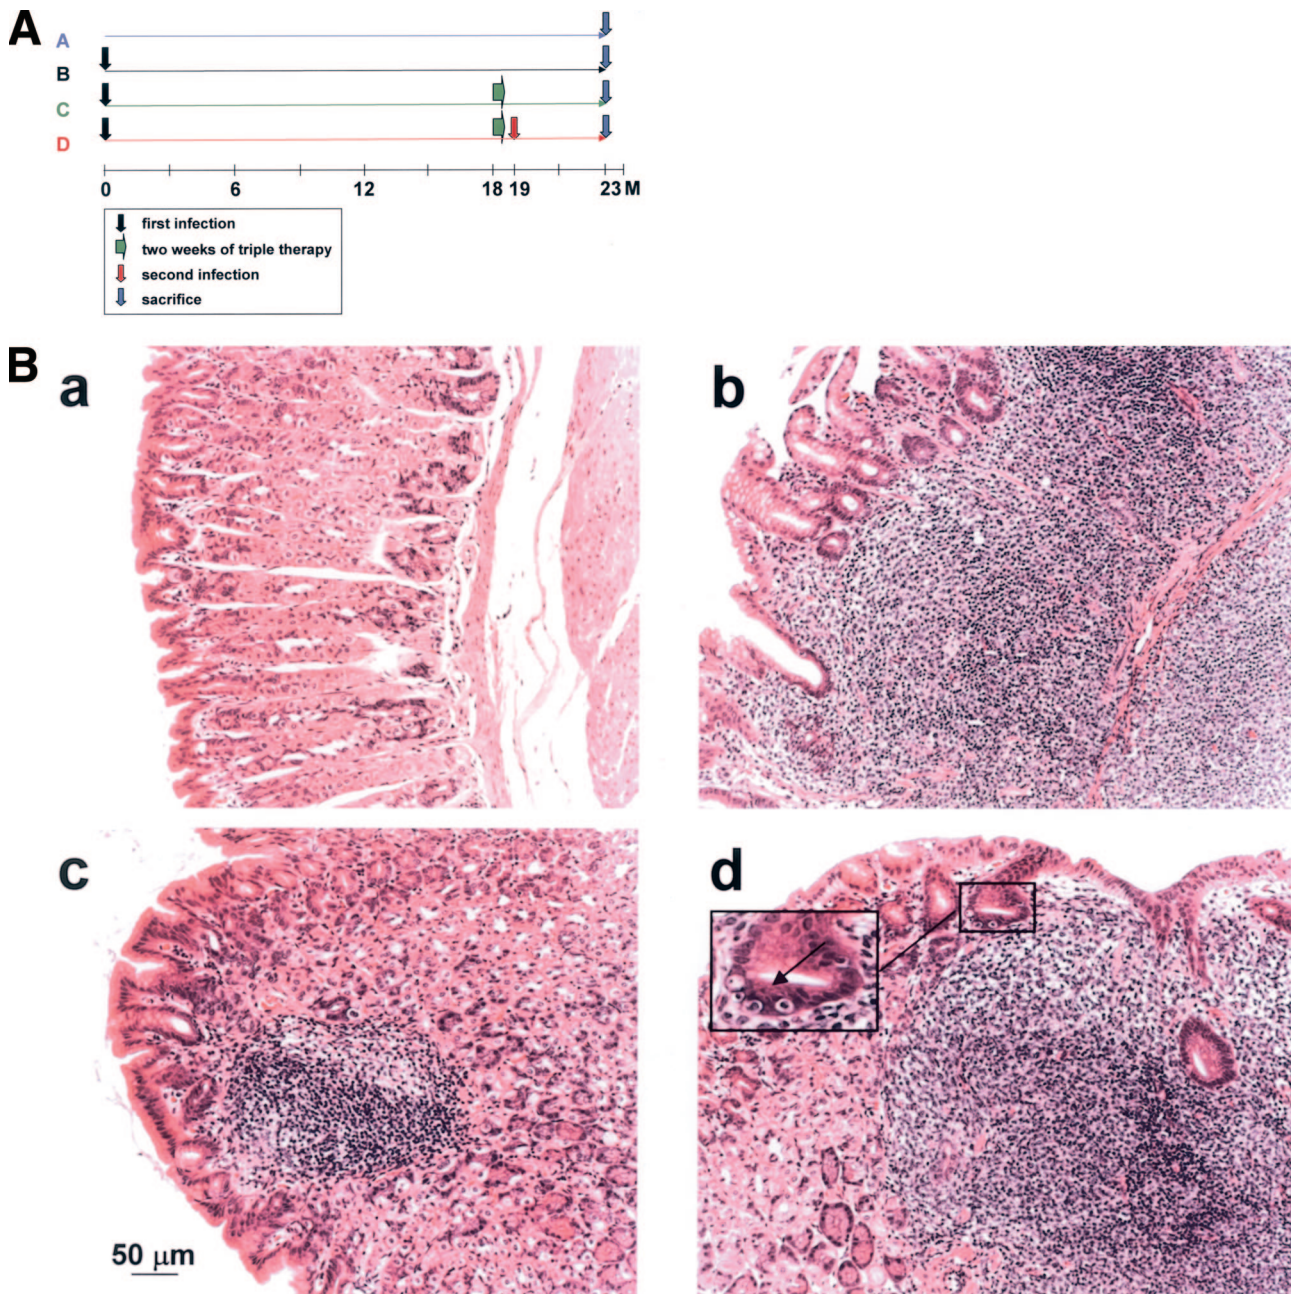 A
A
B
C
D
0 6 12 18 19 23 M
first infection
two weeks of triple therapy
second infection
sacrifice
B
a
b
c
d
50 μm